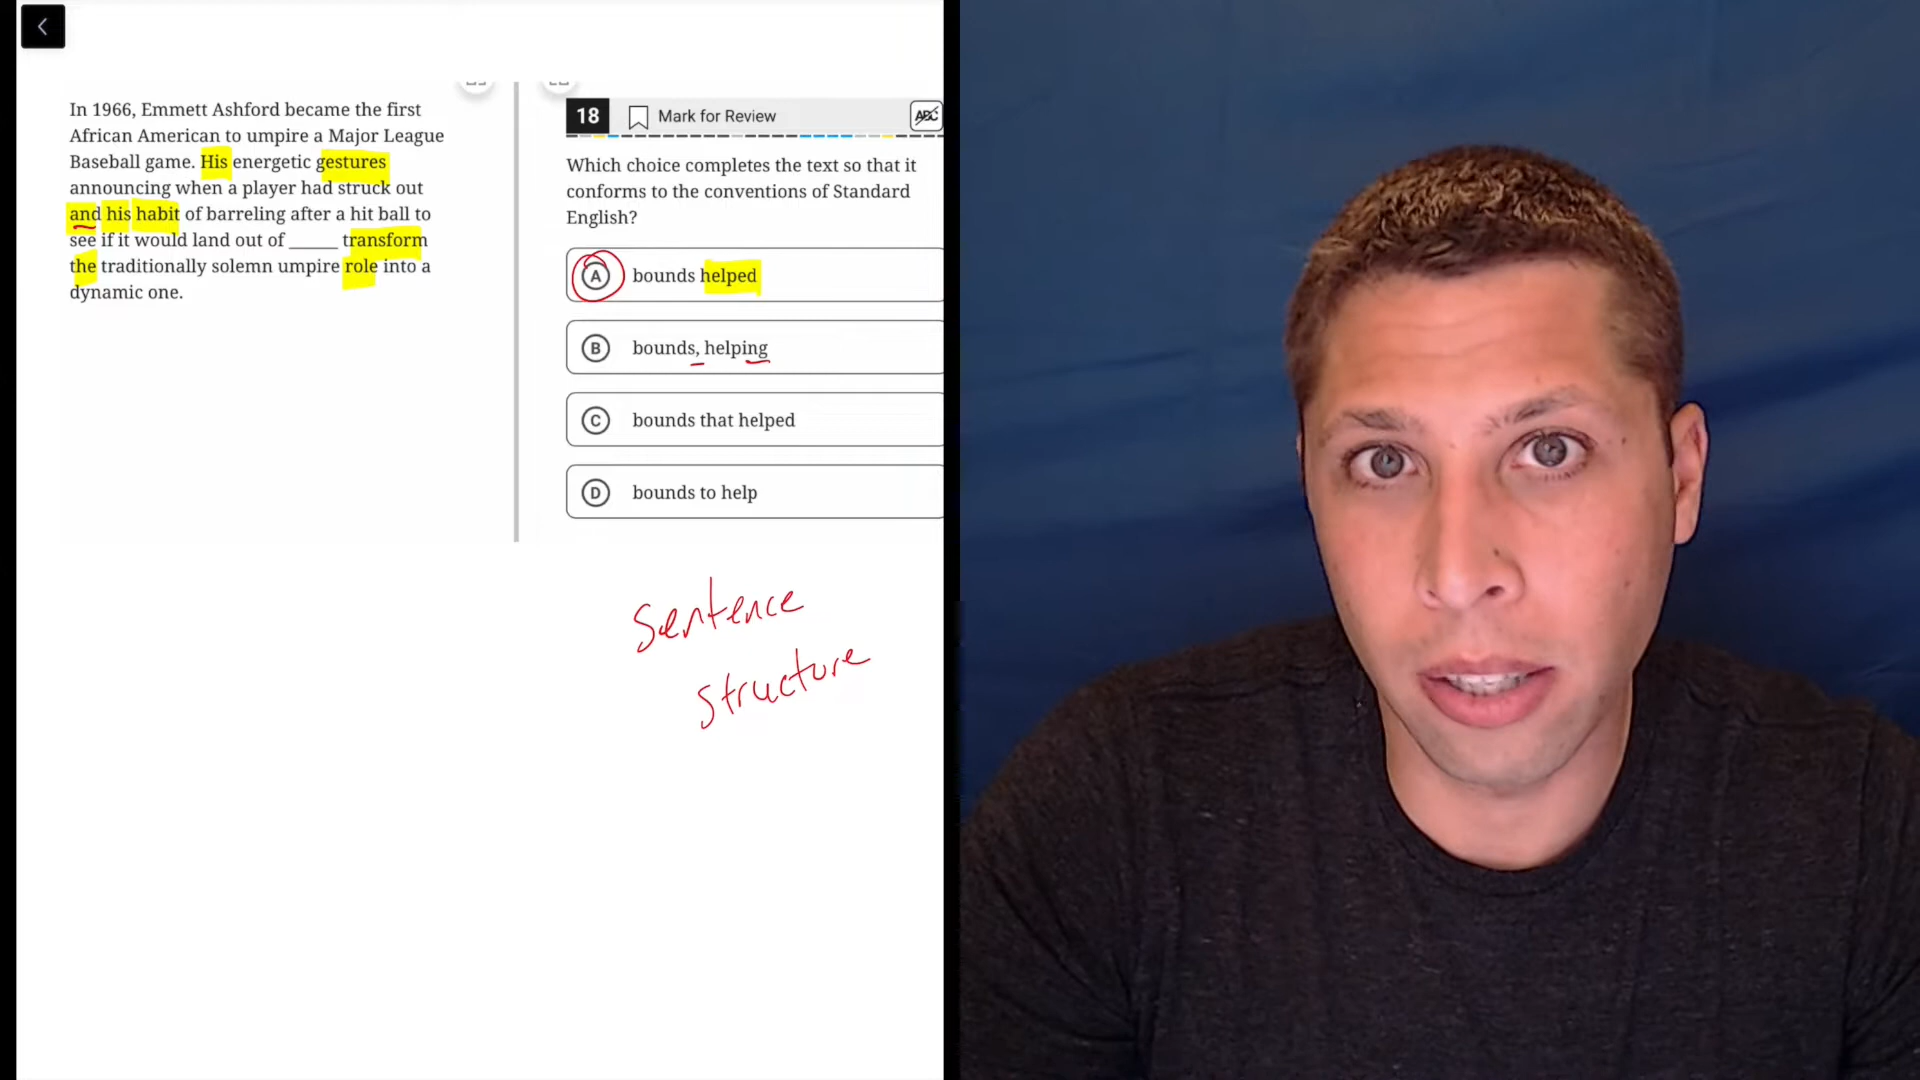 In 1966, Emmett Ashford became the first
African American to umpire a Major League
Baseball game. His energetic gestures
announcing when a player had struck out
and his habit of barreling after a hit ball to
see if it would land out of ______ transform
the traditionally solemn umpire role into a
dynamic one.
18 Mark for Review ABC
Which choice completes the text so that it
conforms to the conventions of Standard
English?
A bounds helped
B bounds, helping
C bounds that helped
D bounds to help
Sentence
structure